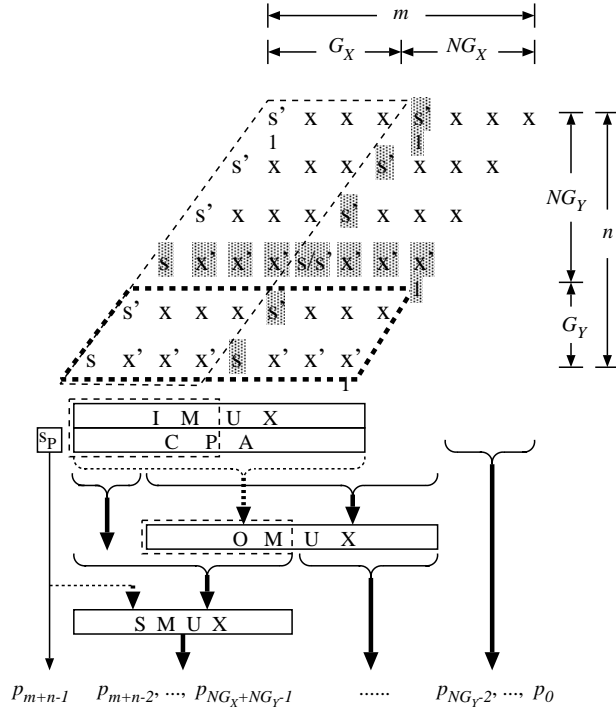 m
G_X NG_X
s’ x x x s’ x x x
1 1
s’ x x x s’ x x x
s’ x x x s’ x x x
NG_Y
n
s x’ x’ x’ s/s’ x’ x’ x’
1
s’ x x x s’ x x x
G_Y
s x’ x’ x’ s x’ x’ x’
1
I M U X
s_P
C P A
O M U X
S M U X
p_{m+n-1} p_{m+n-2}, ..., p_{NG_X+NG_Y-1} ...... p_{NG_Y-2}, ..., p_0